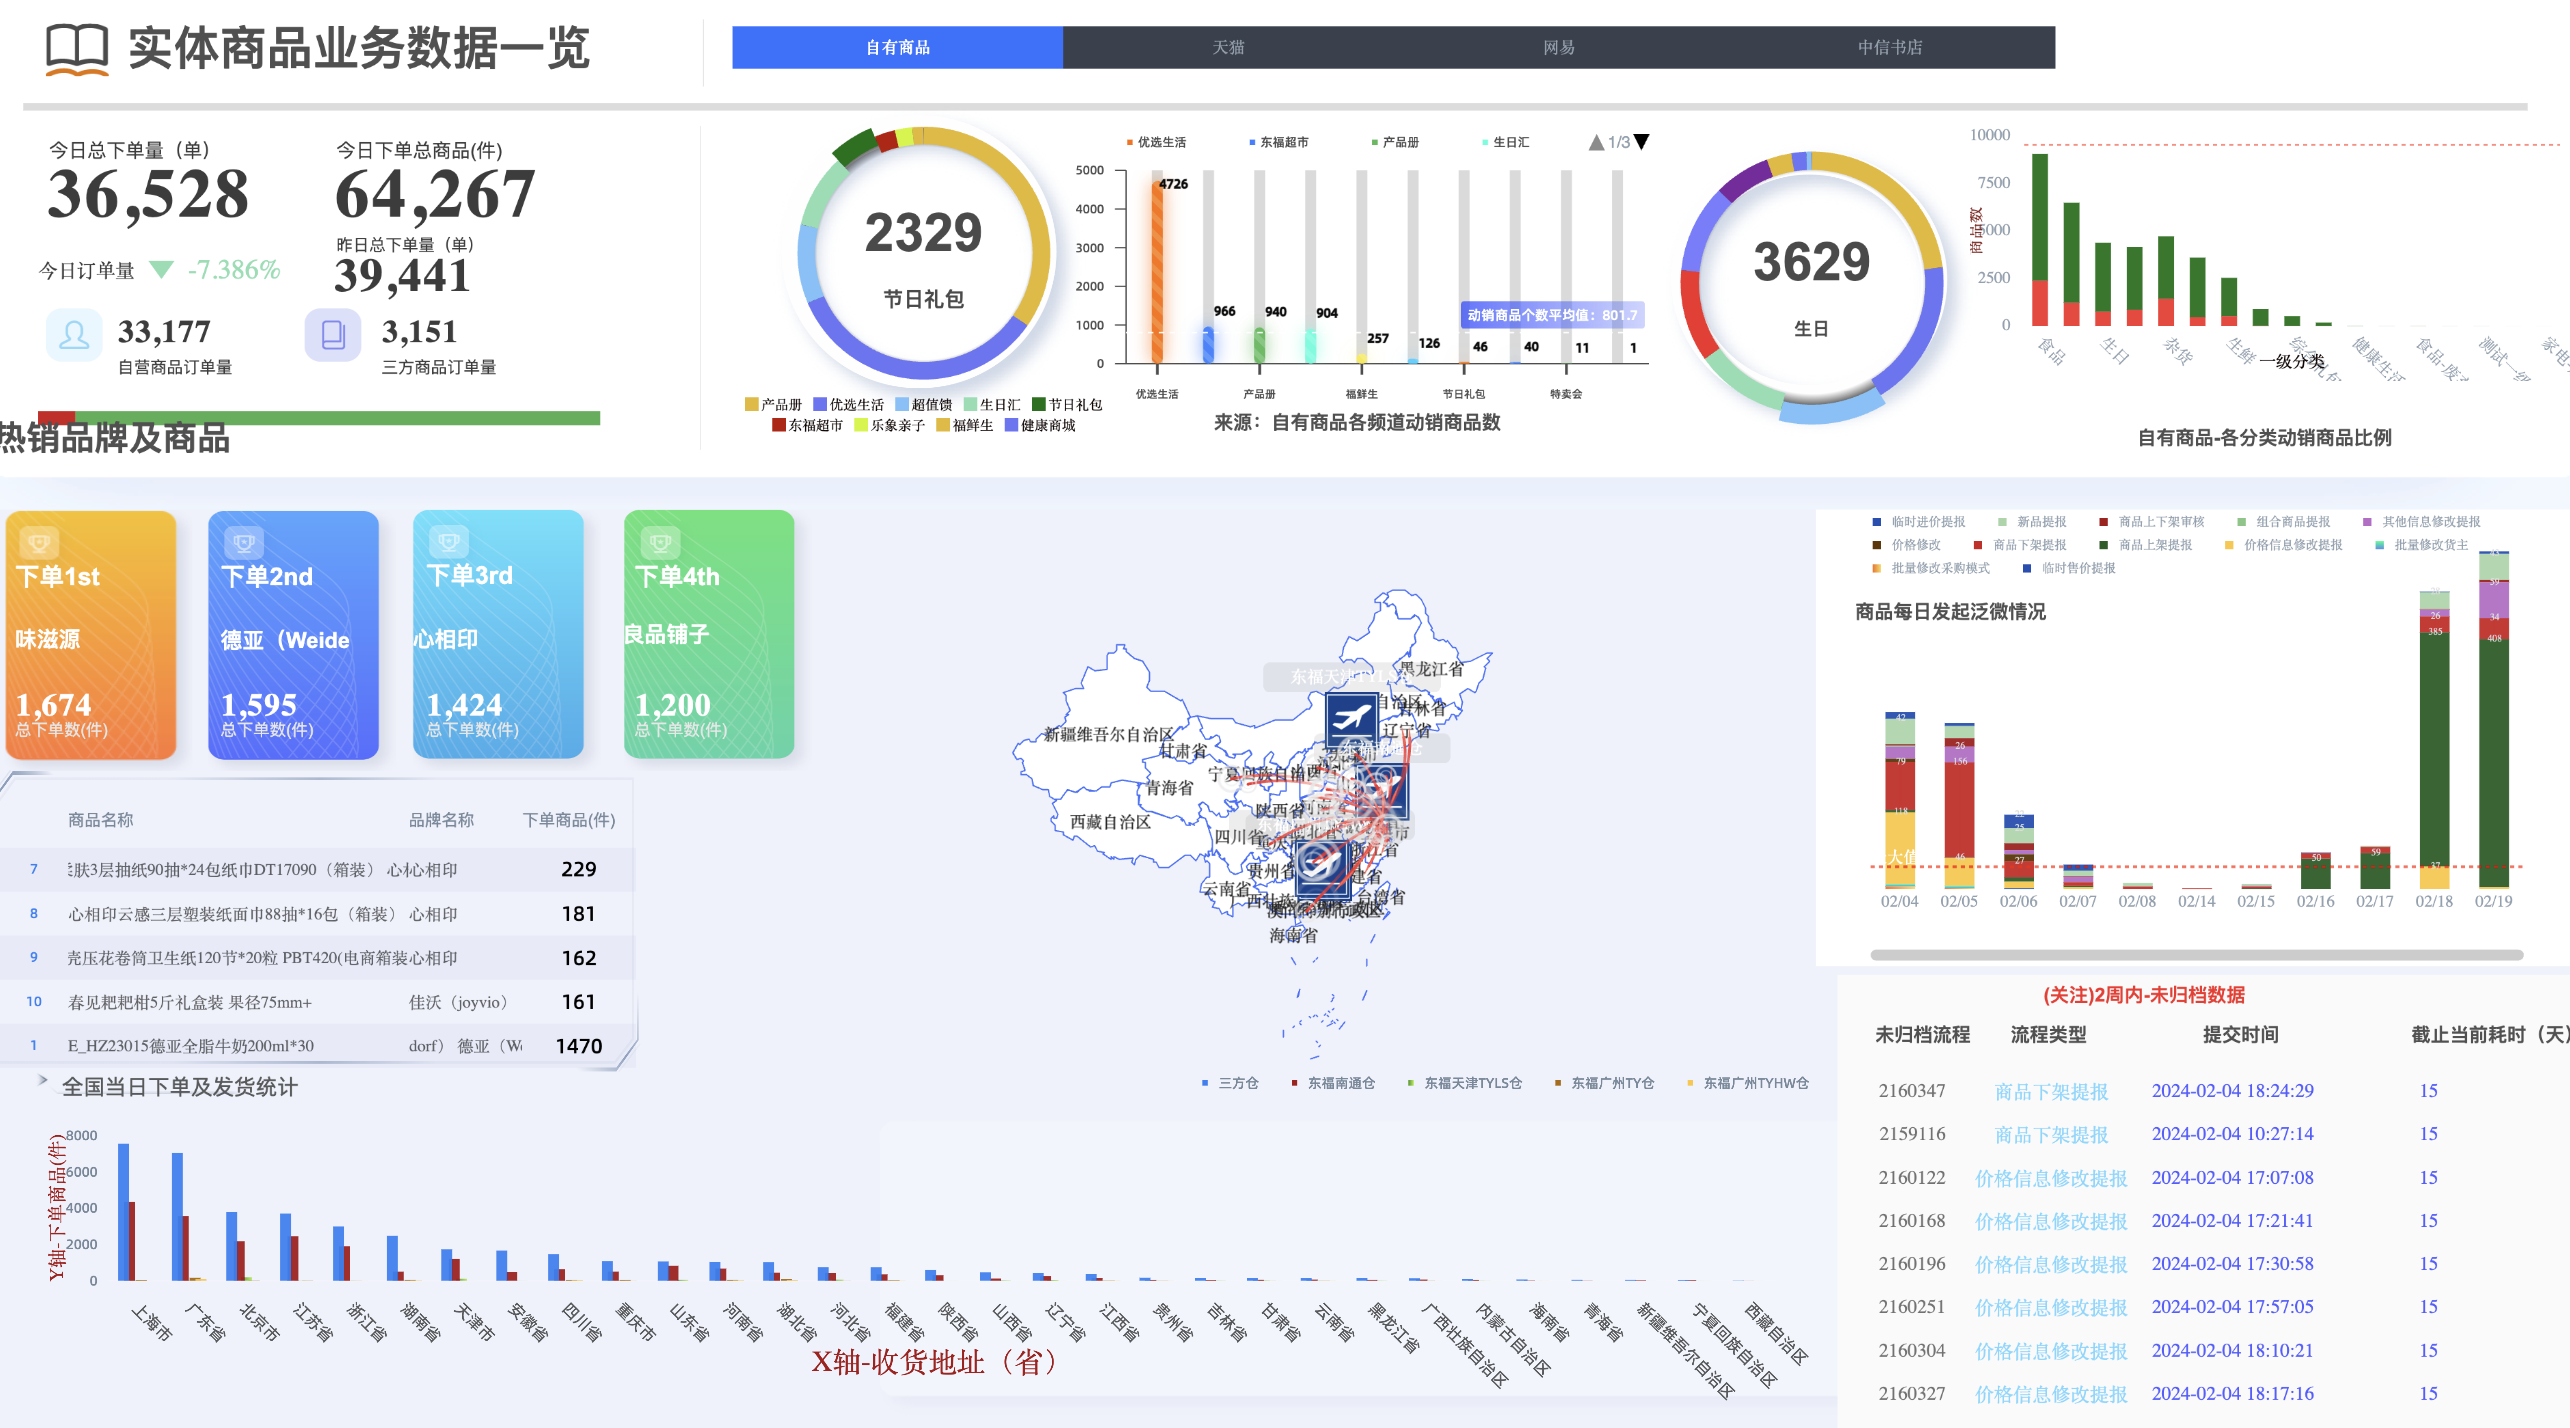 实体商品业务数据一览
自有商品
天猫
网易
中信书店
今日总下单量（单）
36,528
今日下单总商品(件)
64,267
昨日总下单量（单）
39,441
今日订单量
-7.386%
33,177
自营商品订单量
3,151
三方商品订单量
热销品牌及商品
2329
节日礼包
产品册 优选生活 超值馈 生日汇 节日礼包
东福超市 乐象亲子 福鲜生 健康商城
优选生活 东福超市 产品册 生日汇 1/3
5000
4000
3000
2000
1000
0
4726
966
940
904
257
126
46
40
11
1
动销商品个数平均值：801.7
优选生活 产品册 福鲜生 节日礼包 特卖会
来源：自有商品各频道动销商品数
3629
生日
10000
7500
5000
2500
0
商品数
食品 生日 杂货 生鲜
一级分类
自有商品-各分类动销商品比例
下单1st
味滋源
1,674
总下单数(件)
下单2nd
德亚（Weide
1,595
总下单数(件)
下单3rd
心相印
1,424
总下单数(件)
下单4th
良品铺子
1,200
总下单数(件)
商品名称 品牌名称 下单商品(件)
7 肤3层抽纸90抽*24包纸巾DT17090（箱装） 心相印 229
8 心相印云感三层塑装纸面巾88抽*16包（箱装） 心相印 181
9 压花卷筒卫生纸120节*20粒 PBT420(电商箱装 心相印 162
10 春见耙耙柑5斤礼盒装 果径75mm+ 佳沃（joyvio） 161
1 E_HZ23015德亚全脂牛奶200ml*30 dorf） 德亚（We 1470
黑龙江省
吉林省
辽宁省
新疆维吾尔自治区
甘肃省
青海省
西藏自治区
陕西省
四川省
贵州省
云南省
台湾省
海南省
临时进价提报 新品提报 商品上下架审核 组合商品提报 其他信息修改提报
价格修改 商品下架提报 商品上架提报 价格信息修改提报 批量修改货主
批量修改采购模式 临时售价提报
商品每日发起泛微情况
42
79
118
大值
26
156
46
22
25
27
50
59
26
385
37
39
34
408
02/04 02/05 02/06 02/07 02/08 02/14 02/15 02/16 02/17 02/18 02/19
(关注)2周内-未归档数据
未归档流程 流程类型 提交时间 截止当前耗时（天）
2160347 商品下架提报 2024-02-04 18:24:29 15
2159116 商品下架提报 2024-02-04 10:27:14 15
2160122 价格信息修改提报 2024-02-04 17:07:08 15
2160168 价格信息修改提报 2024-02-04 17:21:41 15
2160196 价格信息修改提报 2024-02-04 17:30:58 15
2160251 价格信息修改提报 2024-02-04 17:57:05 15
2160304 价格信息修改提报 2024-02-04 18:10:21 15
2160327 价格信息修改提报 2024-02-04 18:17:16 15
全国当日下单及发货统计
三方仓 东福南通仓 东福天津TYLS仓 东福广州TY仓 东福广州TYHW仓
8000
6000
4000
2000
0
Y轴-下单商品(件)
上海市 广东省 北京市 江苏省 浙江省 湖南省 天津市 安徽省 四川省 重庆市 山东省 河南省 湖北省 河北省 福建省 陕西省 山西省 辽宁省 江西省 贵州省 吉林省 甘肃省 云南省 黑龙江省 广西壮族自治区 内蒙古自治区 海南省 青海省 新疆维吾尔自治区 宁夏回族自治区 西藏自治区
X轴-收货地址（省）